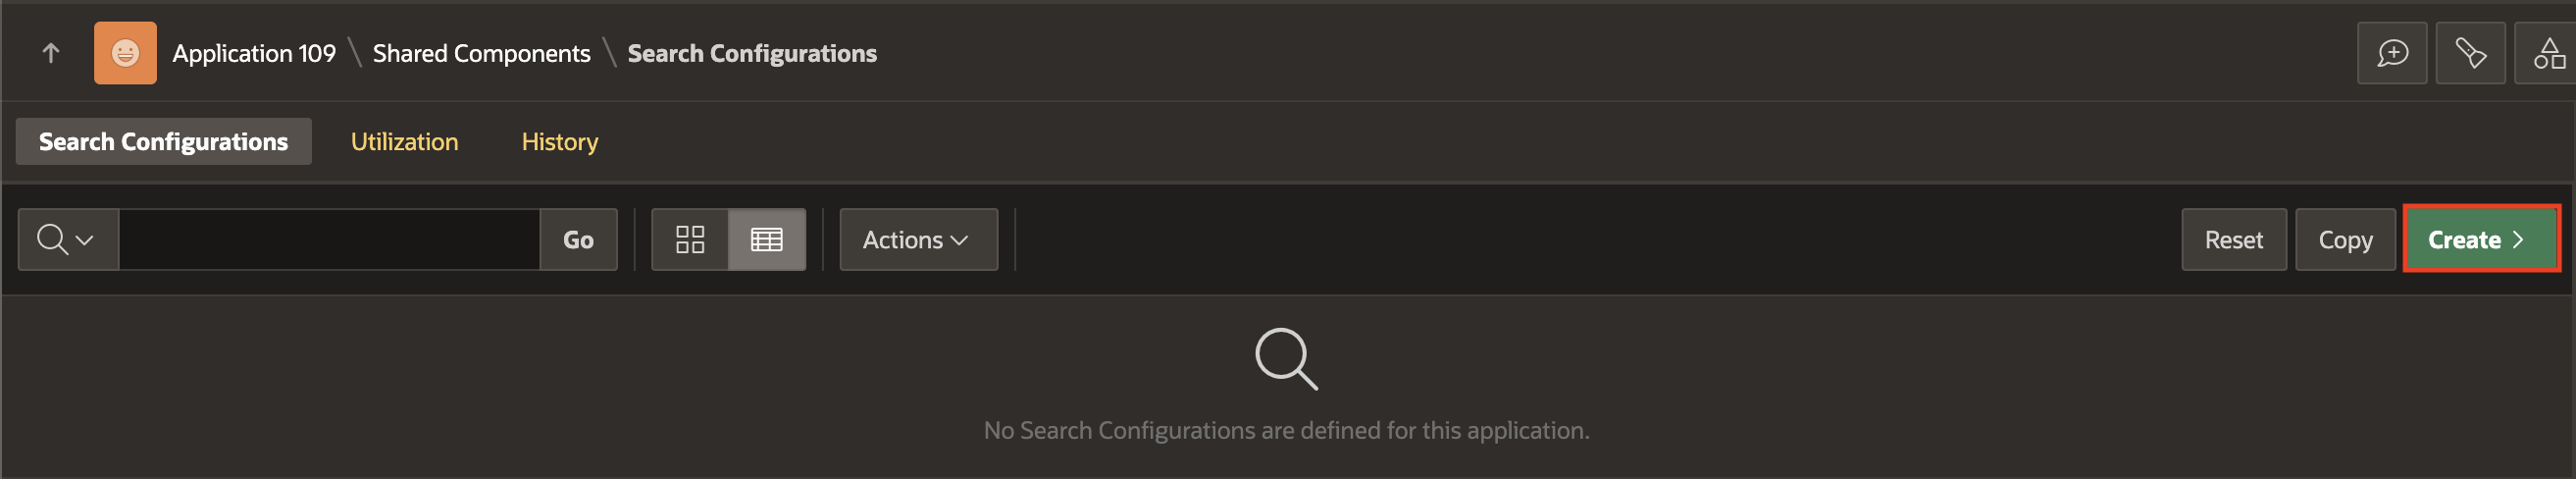 Application 109 \ Shared Components \ Search Configurations
Search Configurations Utilization History
Go Actions Reset Copy Create
No Search Configurations are defined for this application.